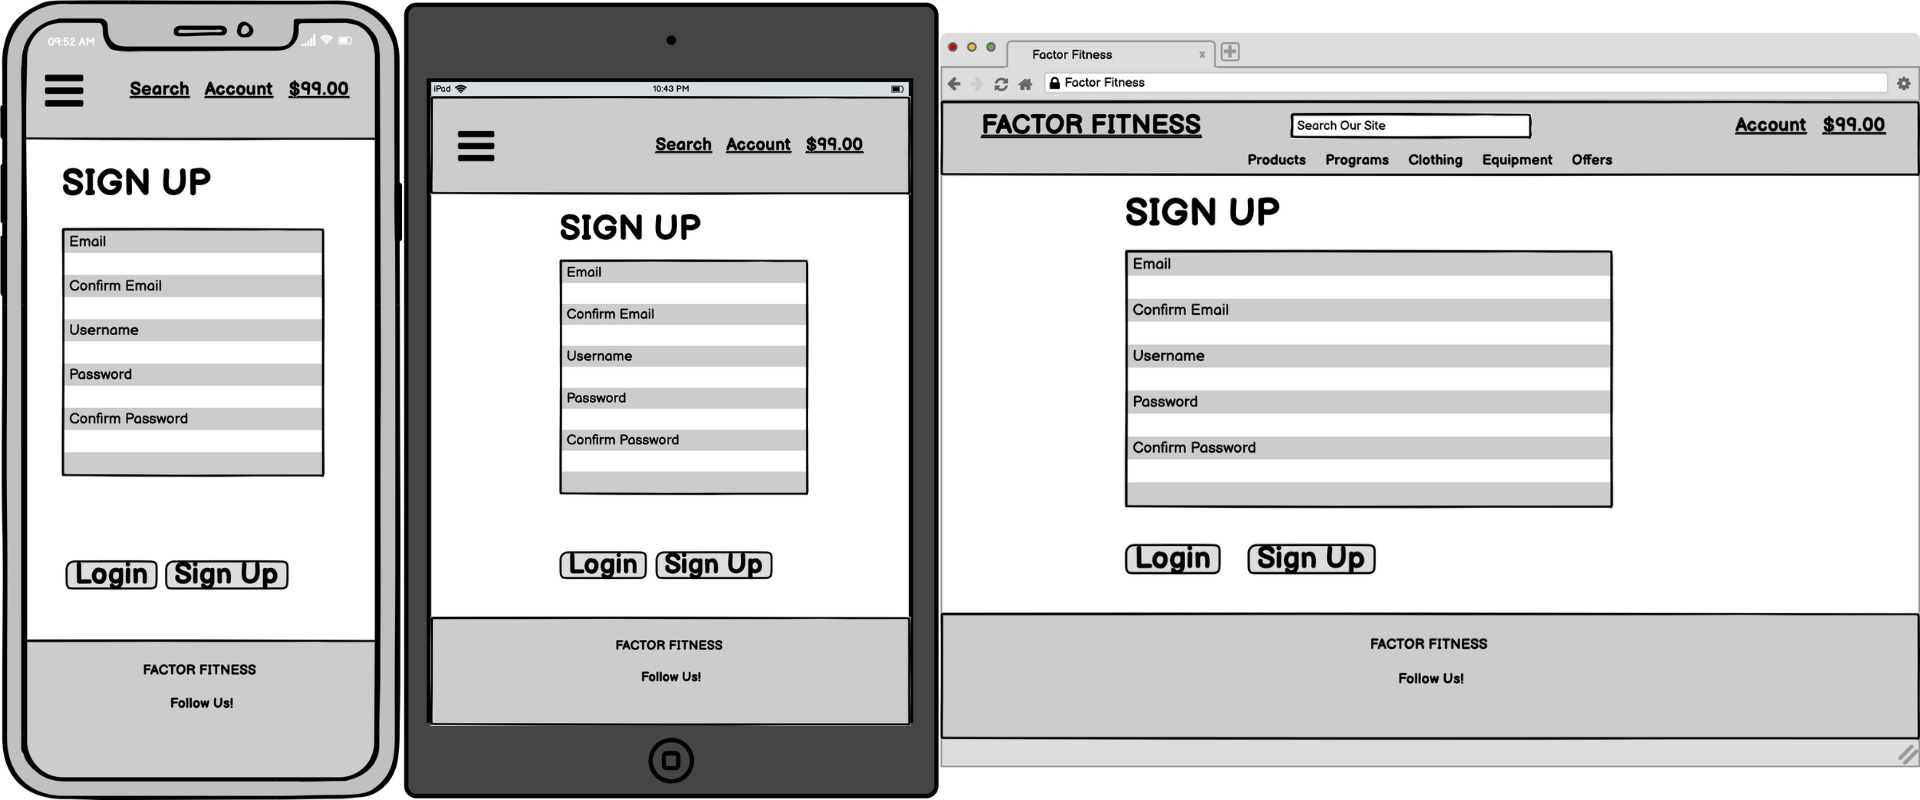 09:52 AM
Search Account $99.00
SIGN UP
Email
Confirm Email
Username
Password
Confirm Password
Login Sign Up
FACTOR FITNESS
Follow Us!
iPad 10:43 PM
Search Account $99.00
SIGN UP
Email
Confirm Email
Username
Password
Confirm Password
Login Sign Up
FACTOR FITNESS
Follow Us!
Factor Fitness x
Factor Fitness
FACTOR FITNESS Search Our Site Account $99.00
Products Programs Clothing Equipment Offers
SIGN UP
Email
Confirm Email
Username
Password
Confirm Password
Login Sign Up
FACTOR FITNESS
Follow Us!